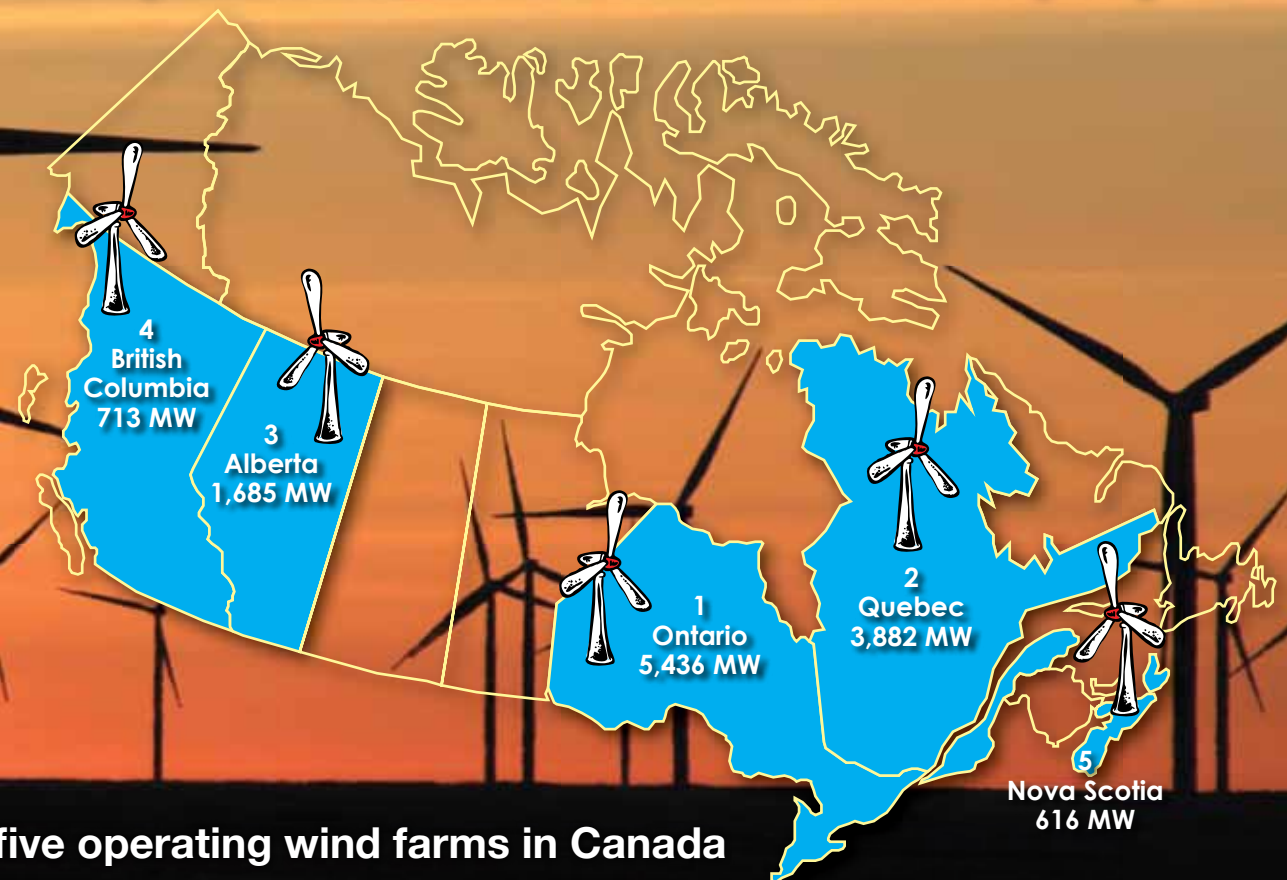 4
British
Columbia
713 MW
3
Alberta
1,685 MW
1
Ontario
5,436 MW
2
Quebec
3,882 MW
5
Nova Scotia
616 MW
five operating wind farms in Canada